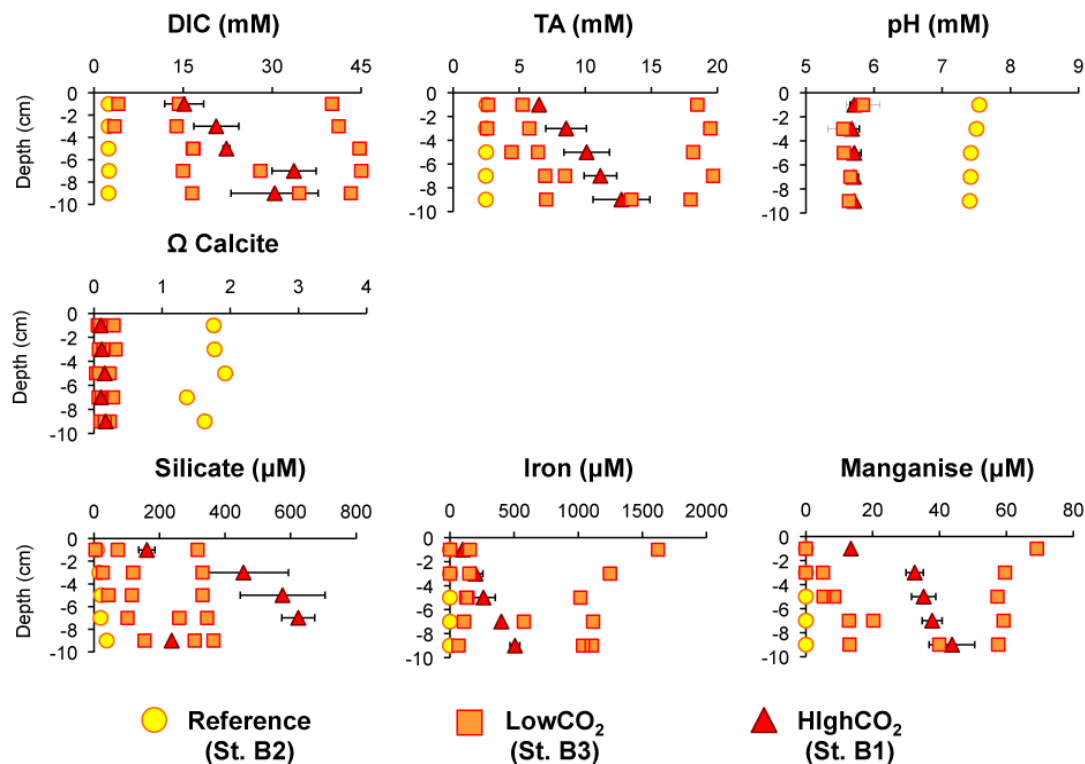 DIC (mM) TA (mM) pH (mM)
0 15 30 45 0 5 10 15 20 5 6 7 8 9
0 0 0
-2 -2 -2
-4 -4 -4
-6 -6 -6
-8 -8 -8
-10 -10 -10
Depth (cm)
Ω Calcite
0 1 2 3 4
0
-2
-4
-6
-8
-10
Depth (cm)
Silicate (µM) Iron (µM) Manganise (µM)
0 200 400 600 800 0 500 1000 1500 2000 0 20 40 60 80
0 0 0
-2 -2 -2
-4 -4 -4
-6 -6 -6
-8 -8 -8
-10 -10 -10
Depth (cm)
Reference LowCO₂ HIghCO₂
(St. B2) (St. B3) (St. B1)